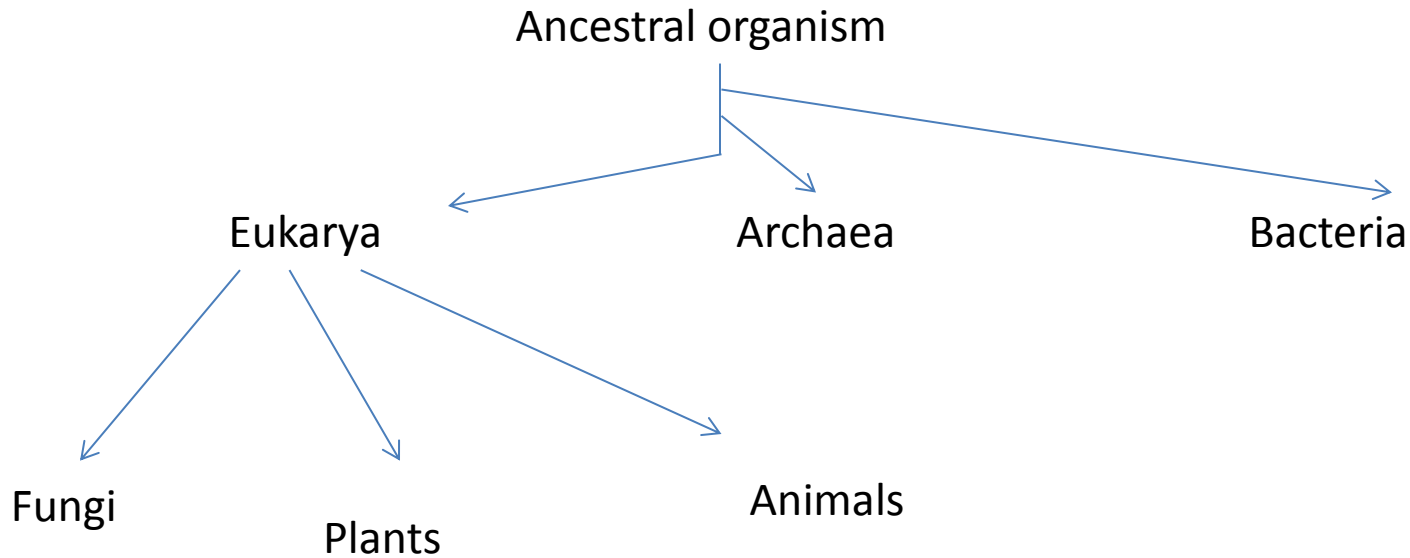 Ancestral organism
Eukarya
Archaea
Bacteria
Fungi
Plants
Animals